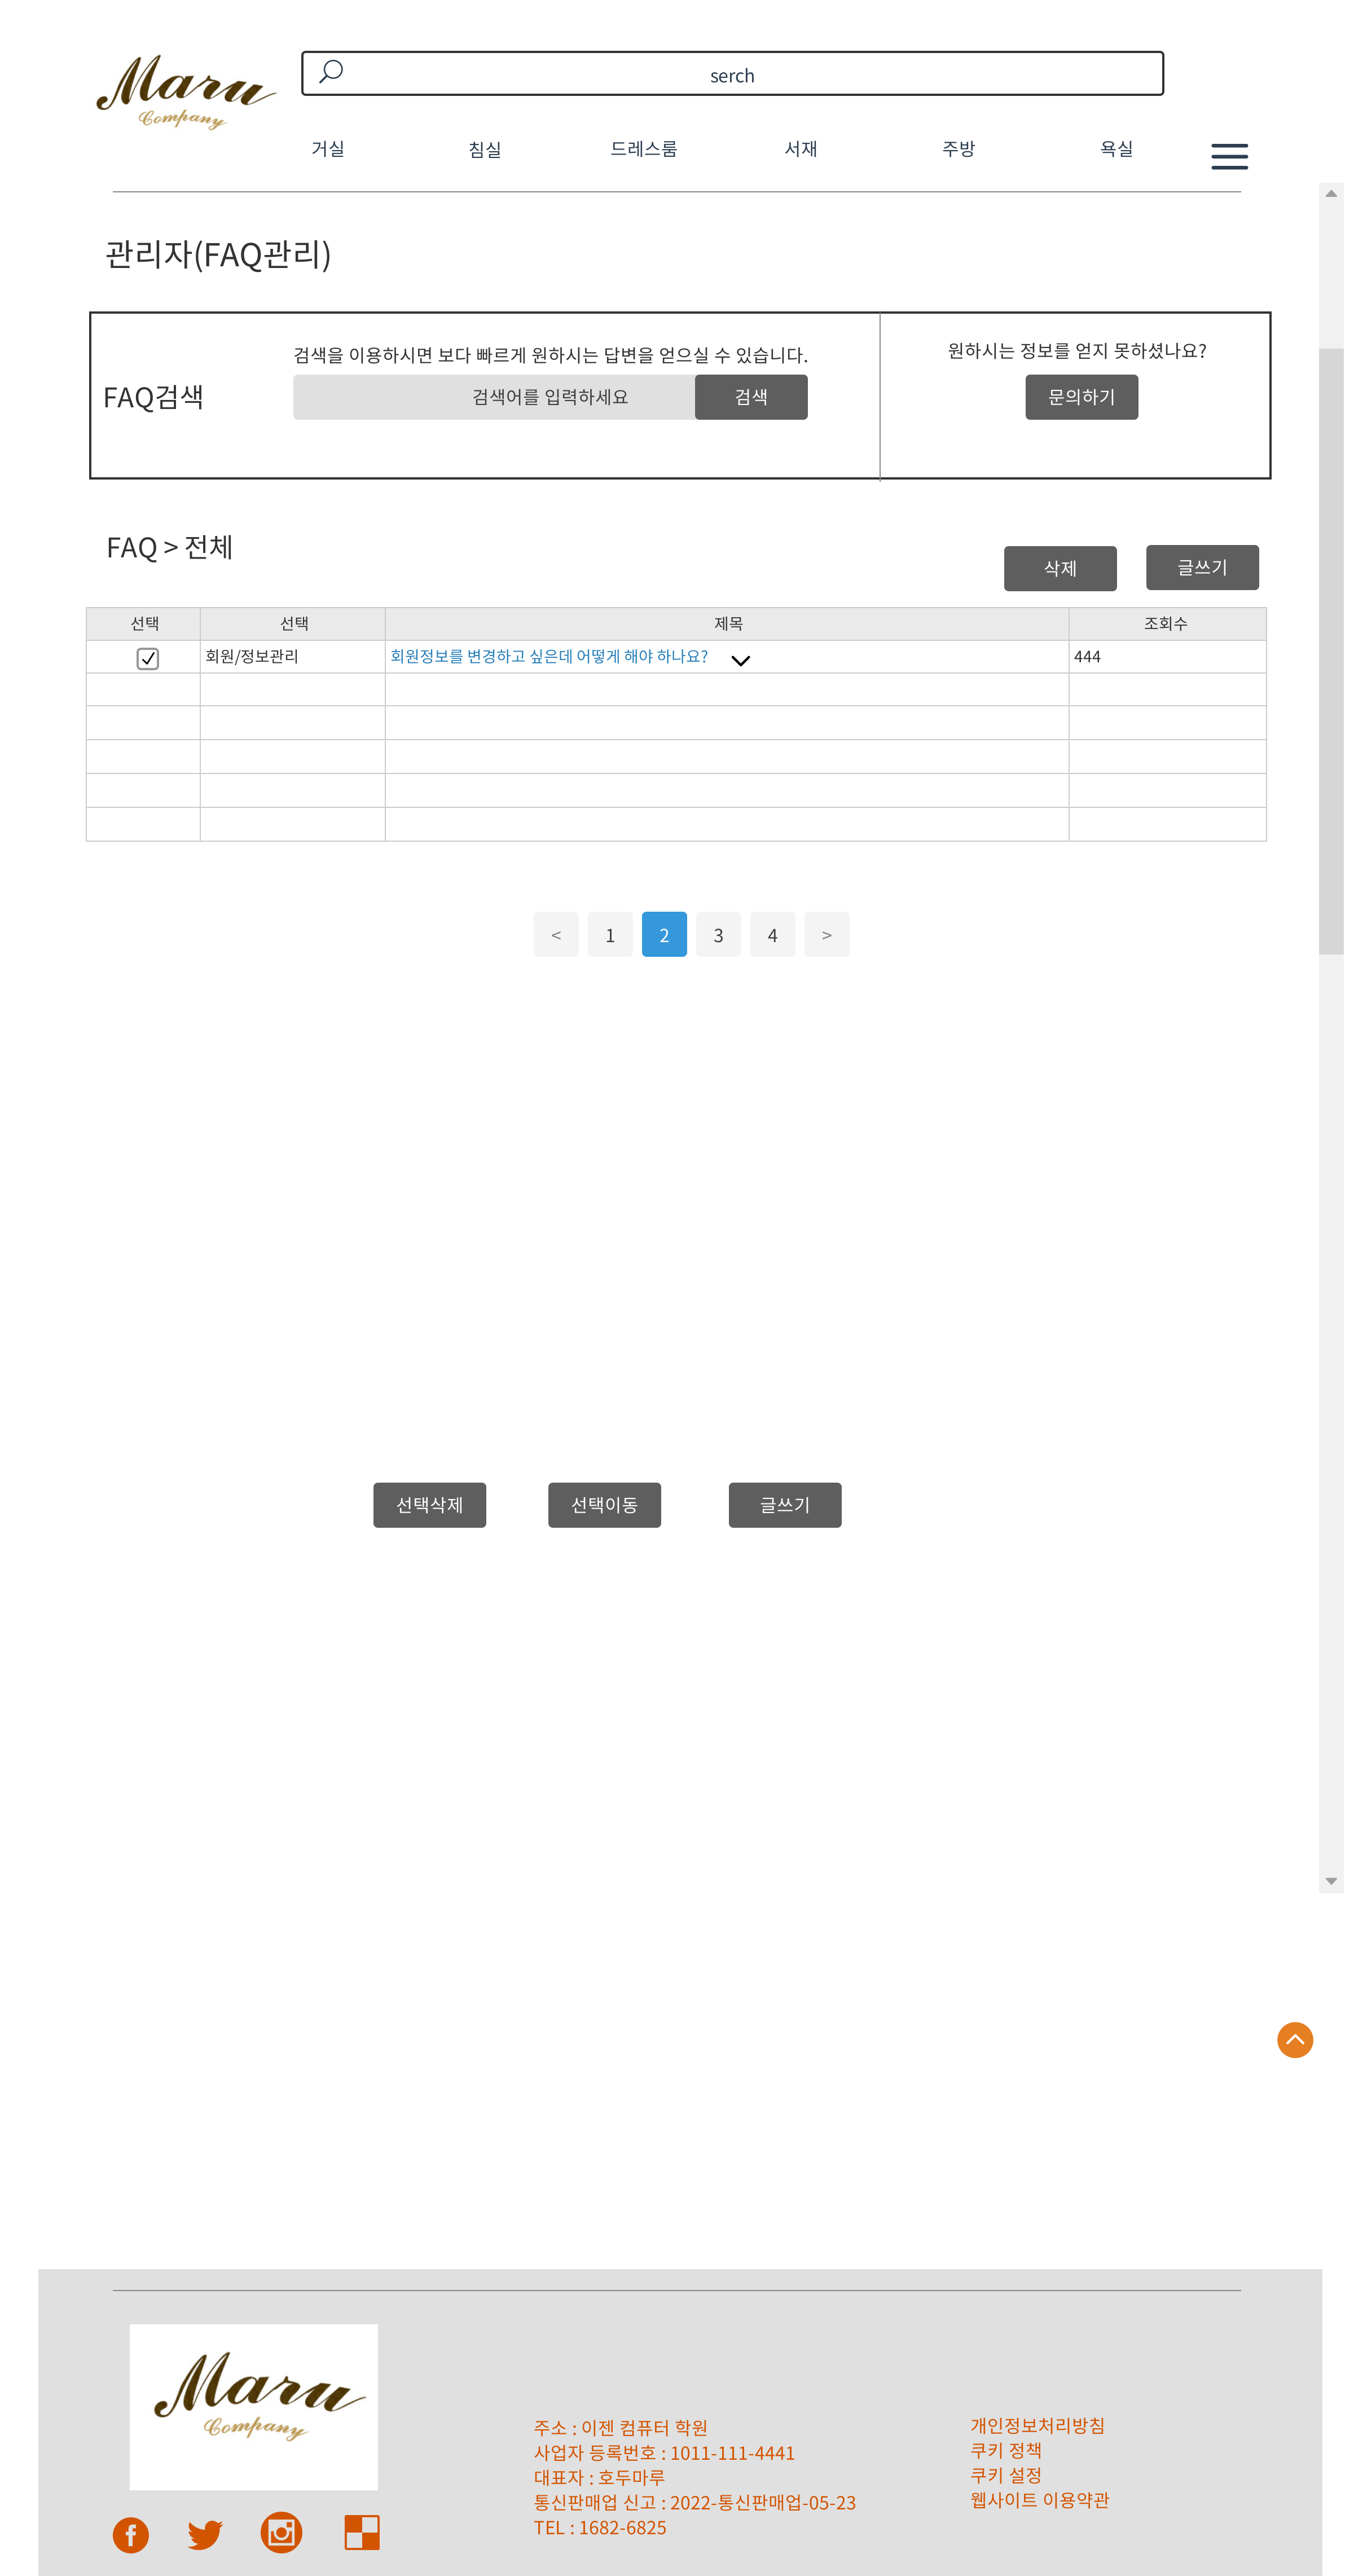 Maru
Company
serch
거실 침실 드레스룸 서재 주방 욕실
관리자(FAQ관리)
검색을 이용하시면 보다 빠르게 원하시는 답변을 얻으실 수 있습니다.
원하시는 정보를 얻지 못하셨나요?
FAQ검색
검색어를 입력하세요 검색
문의하기
FAQ > 전체
삭제 글쓰기
선택 선택 제목 조회수
회원/정보관리 회원정보를 변경하고 싶은데 어떻게 해야 하나요? 444
< 1 2 3 4 >
선택삭제 선택이동 글쓰기
Maru
Company
주소 : 이젠 컴퓨터 학원
사업자 등록번호 : 1011-111-4441
대표자 : 호두마루
통신판매업 신고 : 2022-통신판매업-05-23
TEL : 1682-6825
개인정보처리방침
쿠키 정책
쿠키 설정
웹사이트 이용약관